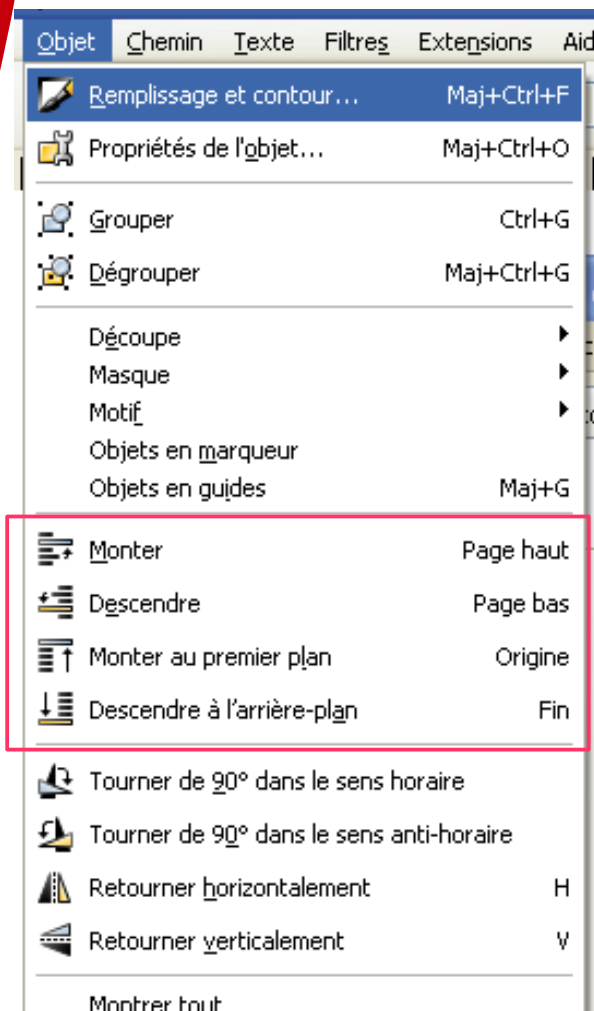 Objet Chemin Texte Filtres Extensions
Remplissage et contour... Maj+Ctrl+F
Propriétés de l'objet... Maj+Ctrl+O
Grouper Ctrl+G
Dégrouper Maj+Ctrl+G
Découpe
Masque
Motif
Objets en marqueur
Objets en guides Maj+G
Monter Page haut
Descendre Page bas
Monter au premier plan Origine
Descendre à l'arrière-plan Fin
Tourner de 90° dans le sens horaire
Tourner de 90° dans le sens anti-horaire
Retourner horizontalement H
Retourner verticalement V
Montrer tout